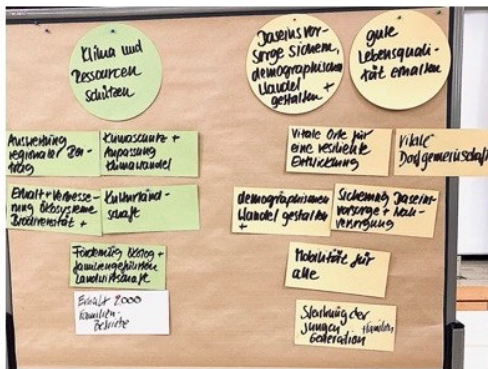 Klima und
Ressourcen
schützen
Daseinsvor-
sorge sichern,
demographischen
Wandel
gestalten +
gute
Lebensquali-
tät erhalten
Auswertung
regionaler Bei-
trag
Klimaschutz +
Anpassung
Klimawandel
Erhalt + Verbesse-
rung Ökosysteme
Biodiversität +
Kulturland-
schaft
Förderung ökolog +
familiengeführten
Landwirtschaft
Erhalt 2000
Familien-
Betriebe
Vitale Orte für
eine resiliente
Entwicklung
Vitale
Dorfgemeinschaft
demographischen
Wandel gestalten
+
Sicherung Daseins-
vorsorge + Nah-
versorgung
Mobilität für
alle
Stärkung der
jungen + Familien
Generation